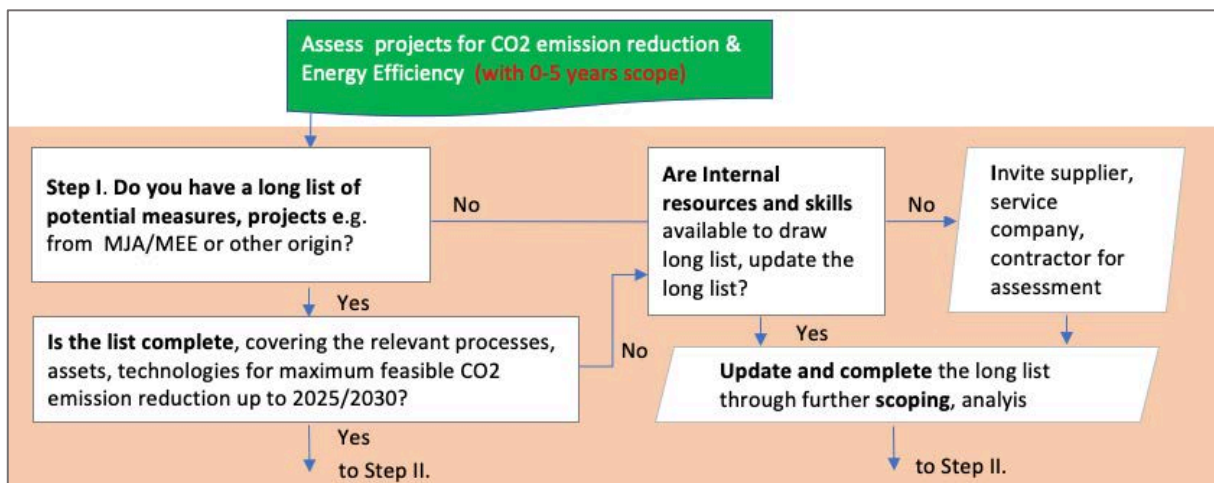 Assess projects for CO2 emission reduction &
Energy Efficiency (with 0-5 years scope)
Step I. Do you have a long list of
potential measures, projects e.g.
from MJA/MEE or other origin?
No
Are Internal
resources and skills
available to draw
long list, update the
long list?
No
Invite supplier,
service
company,
contractor for
assessment
Yes
Is the list complete, covering the relevant processes,
assets, technologies for maximum feasible CO2
emission reduction up to 2025/2030?
No
Yes
Update and complete the long list
through further scoping, analyis
Yes
to Step II.
to Step II.